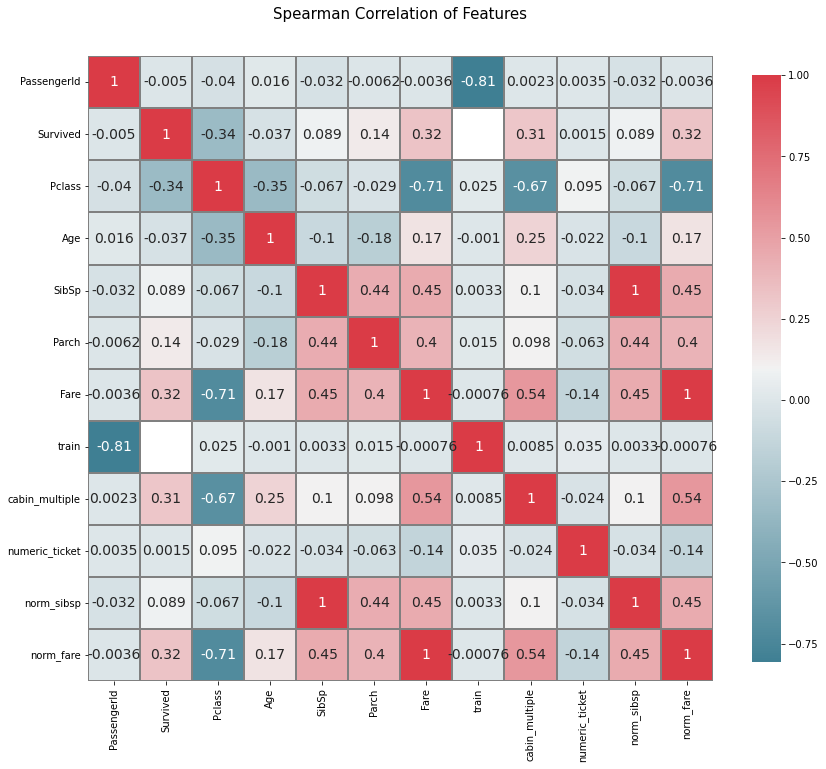 Spearman Correlation of Features
PassengerId 1 -0.005 -0.04 0.016 -0.032 -0.0062 -0.0036 -0.81 0.0023 0.0035 -0.032 -0.0036
Survived -0.005 1 -0.34 -0.037 0.089 0.14 0.32 0.31 0.0015 0.089 0.32
Pclass -0.04 -0.34 1 -0.35 -0.067 -0.029 -0.71 0.025 -0.67 0.095 -0.067 -0.71
Age 0.016 -0.037 -0.35 1 -0.1 -0.18 0.17 -0.001 0.25 -0.022 -0.1 0.17
SibSp -0.032 0.089 -0.067 -0.1 1 0.44 0.45 0.0033 0.1 -0.034 1 0.45
Parch -0.0062 0.14 -0.029 -0.18 0.44 1 0.4 0.015 0.098 -0.063 0.44 0.4
Fare -0.0036 0.32 -0.71 0.17 0.45 0.4 1 -0.00076 0.54 -0.14 0.45 1
train -0.81 0.025 -0.001 0.0033 0.015 -0.00076 1 0.0085 0.035 0.0033 -0.00076
cabin_multiple 0.0023 0.31 -0.67 0.25 0.1 0.098 0.54 0.0085 1 -0.024 0.1 0.54
numeric_ticket 0.0035 0.0015 0.095 -0.022 -0.034 -0.063 -0.14 0.035 -0.024 1 -0.034 -0.14
norm_sibsp -0.032 0.089 -0.067 -0.1 1 0.44 0.45 0.0033 0.1 -0.034 1 0.45
norm_fare -0.0036 0.32 -0.71 0.17 0.45 0.4 1 -0.00076 0.54 -0.14 0.45 1
PassengerId Survived Pclass Age SibSp Parch Fare train cabin_multiple numeric_ticket norm_sibsp norm_fare
1.00
0.75
0.50
0.25
0.00
−0.25
−0.50
−0.75